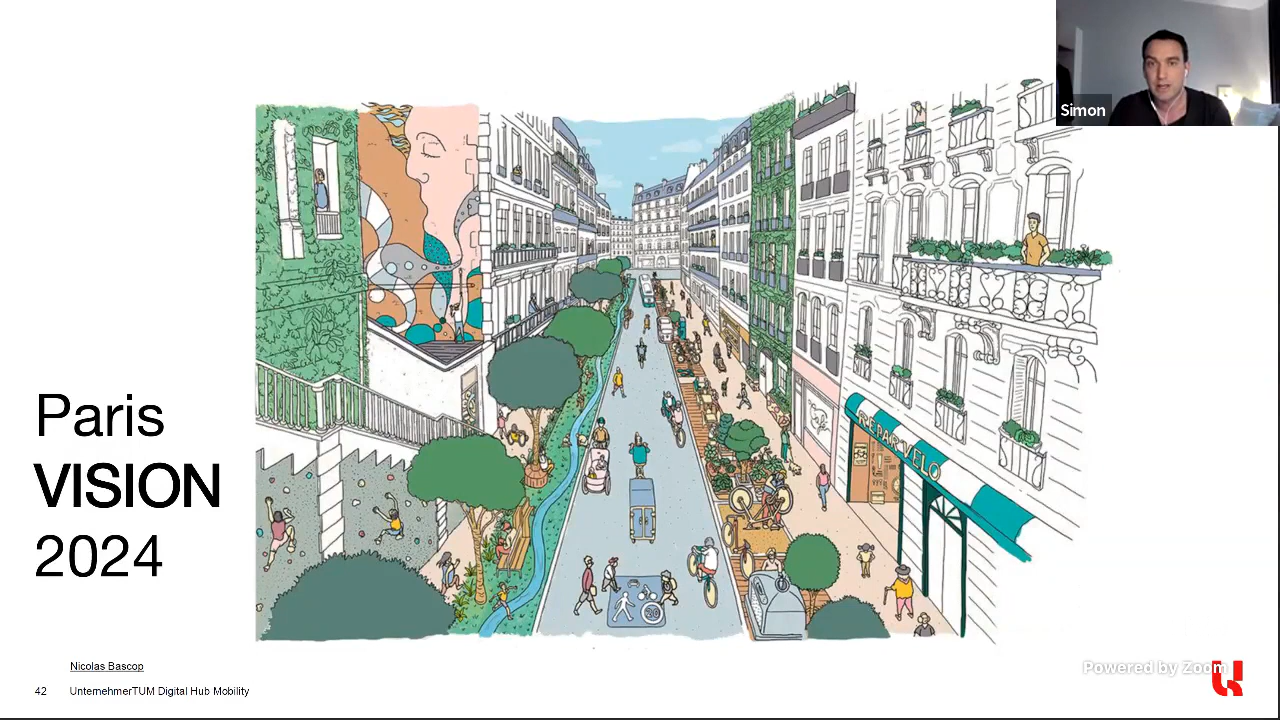 Simon
Paris
VISION
2024
REPAR'VELO
Nicolas Bascop
42 UnternehmerTUM Digital Hub Mobility
Powered by Zoom